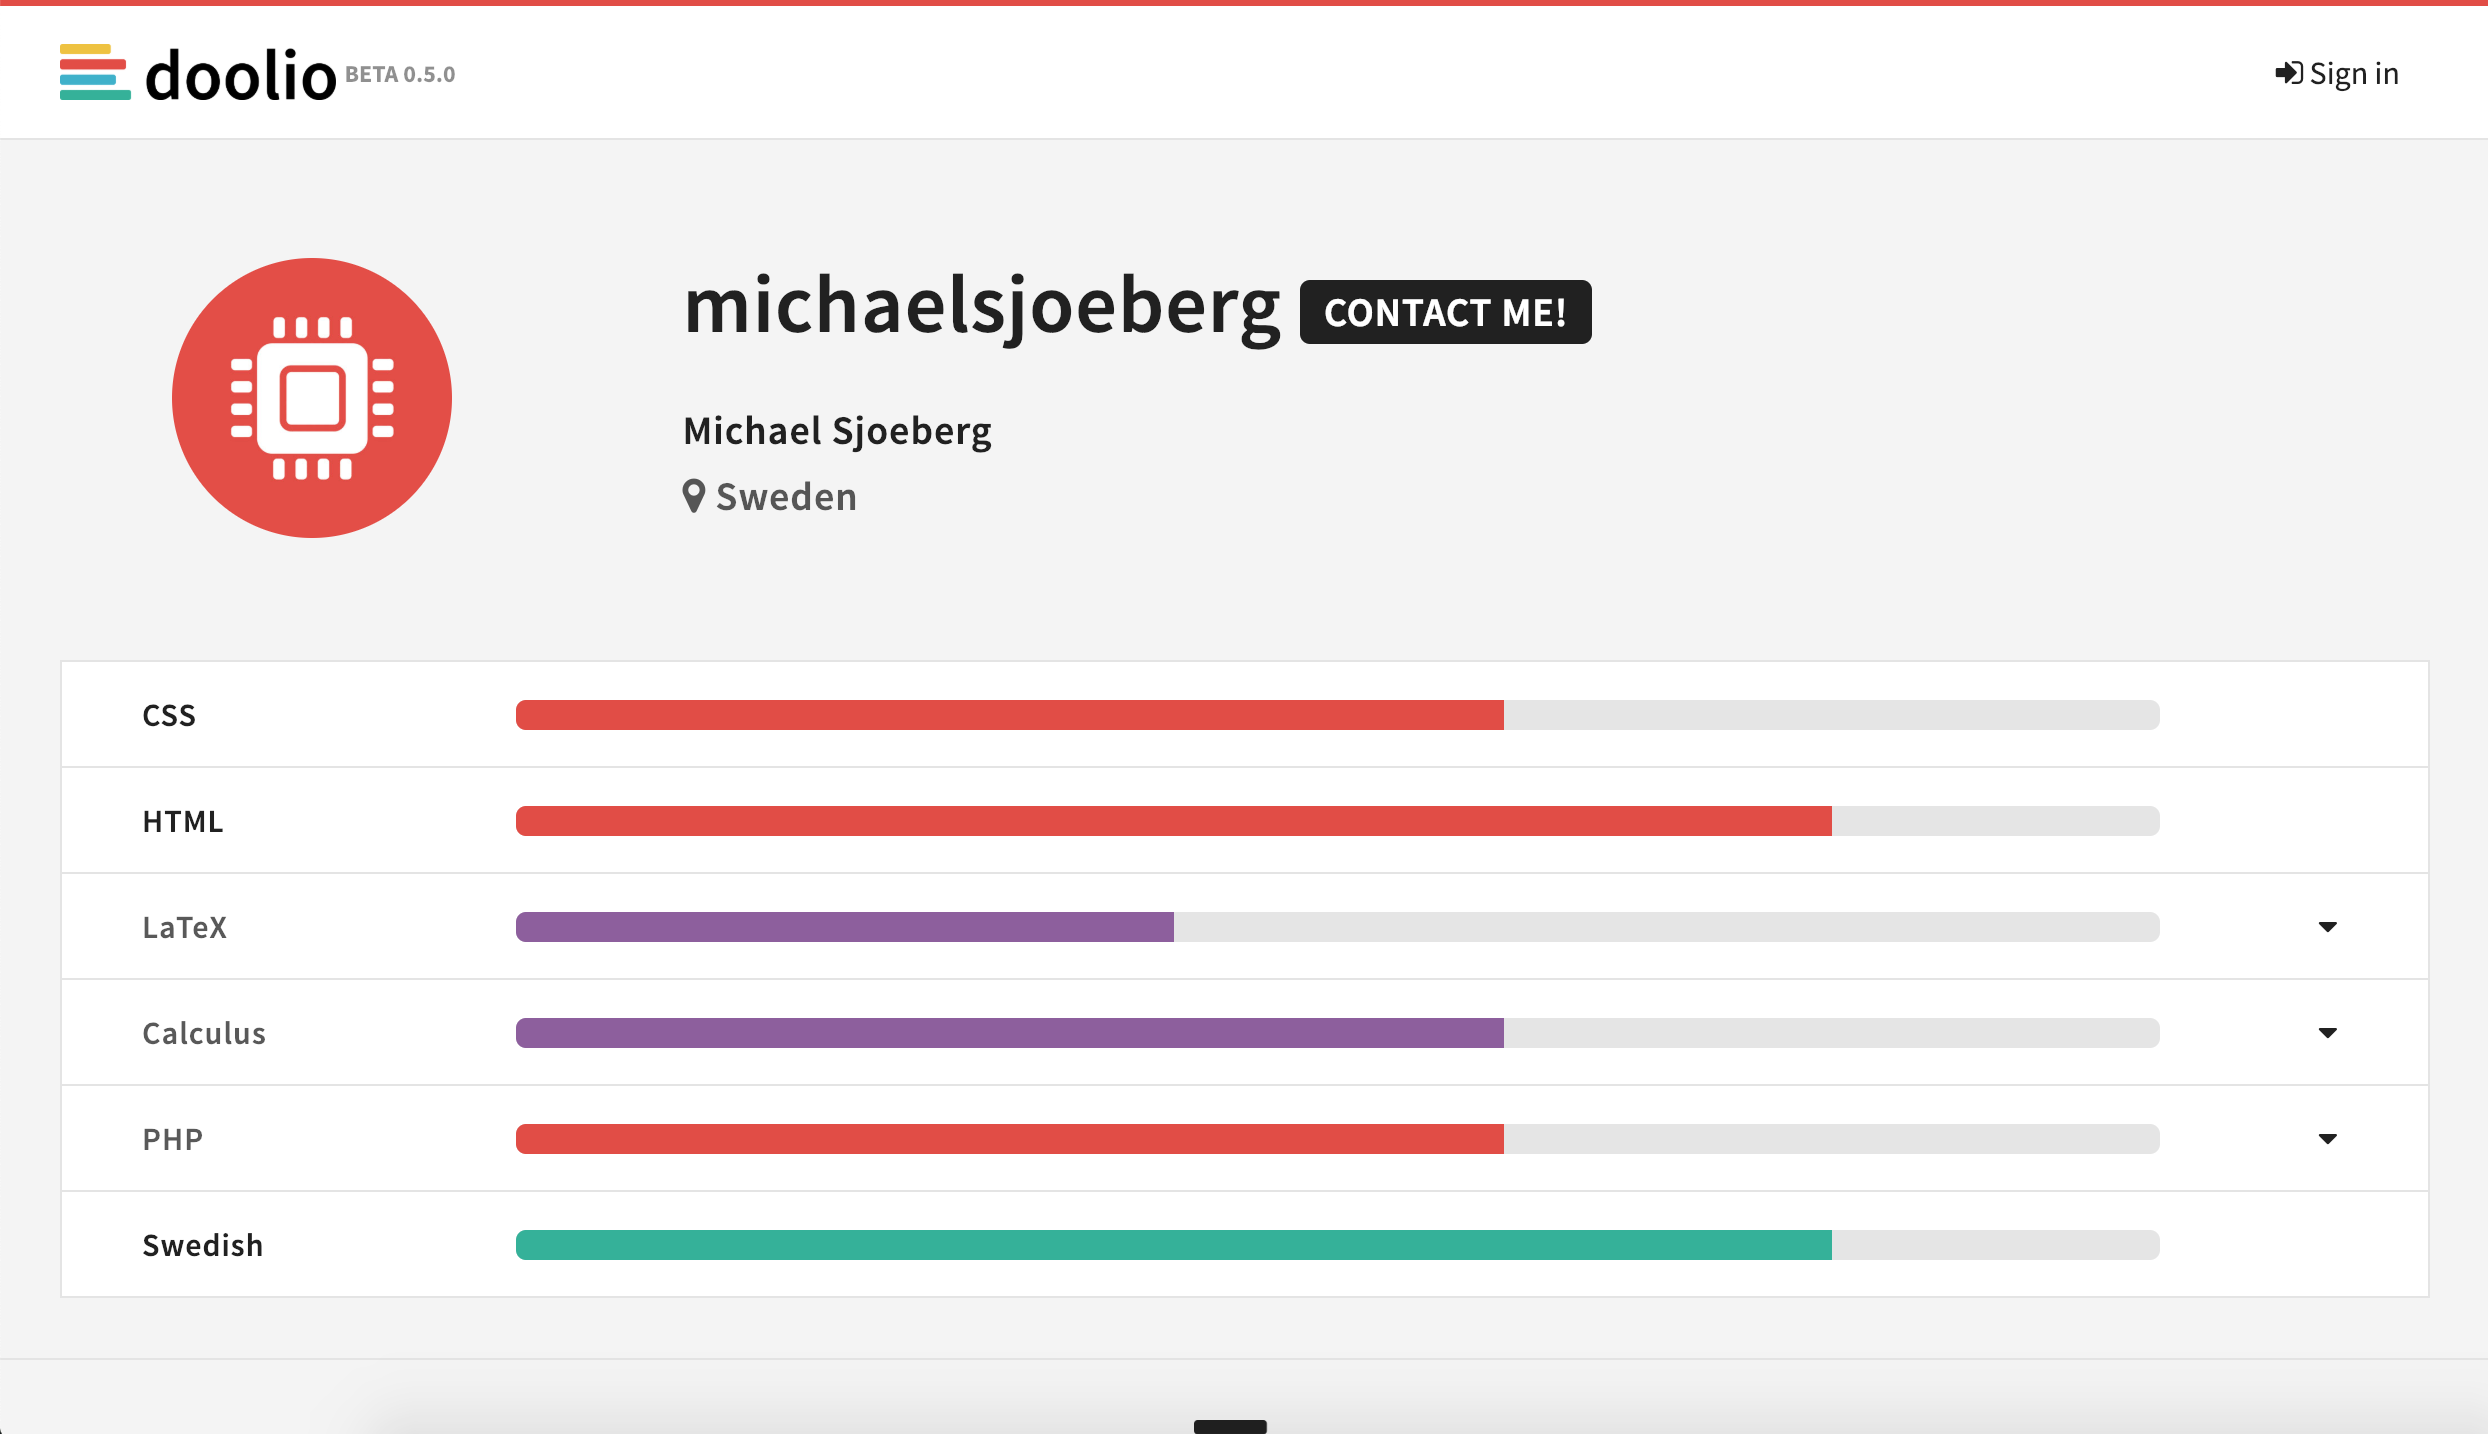 doolio BETA 0.5.0
Sign in
michaelsjoeberg CONTACT ME!
Michael Sjoeberg
Sweden
CSS
HTML
LaTeX
Calculus
PHP
Swedish